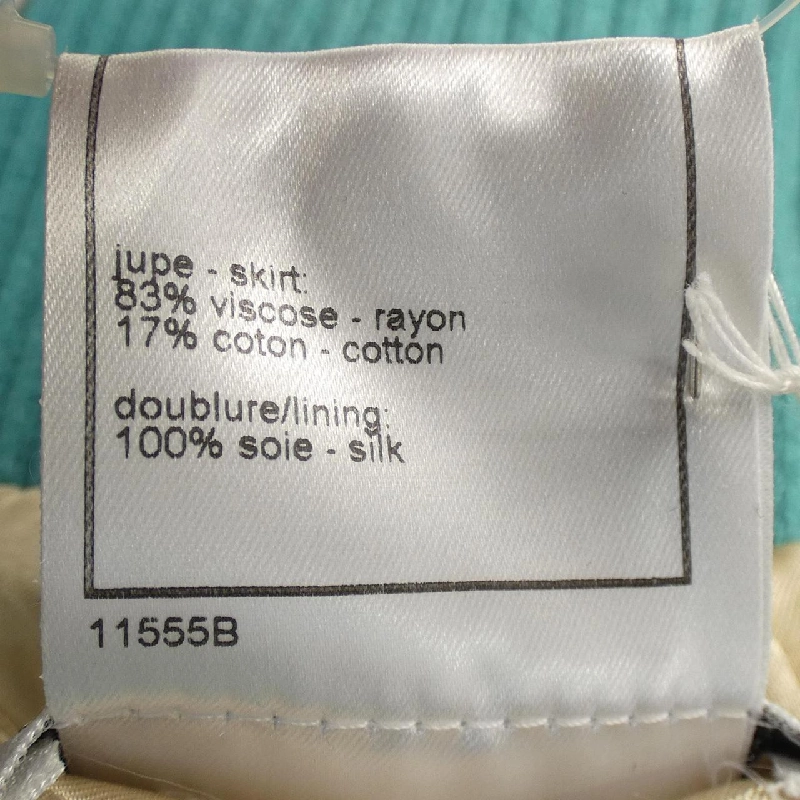 jupe - skirt:
83% viscose - rayon
17% coton - cotton
doublure/lining:
100% soie - silk
11555B